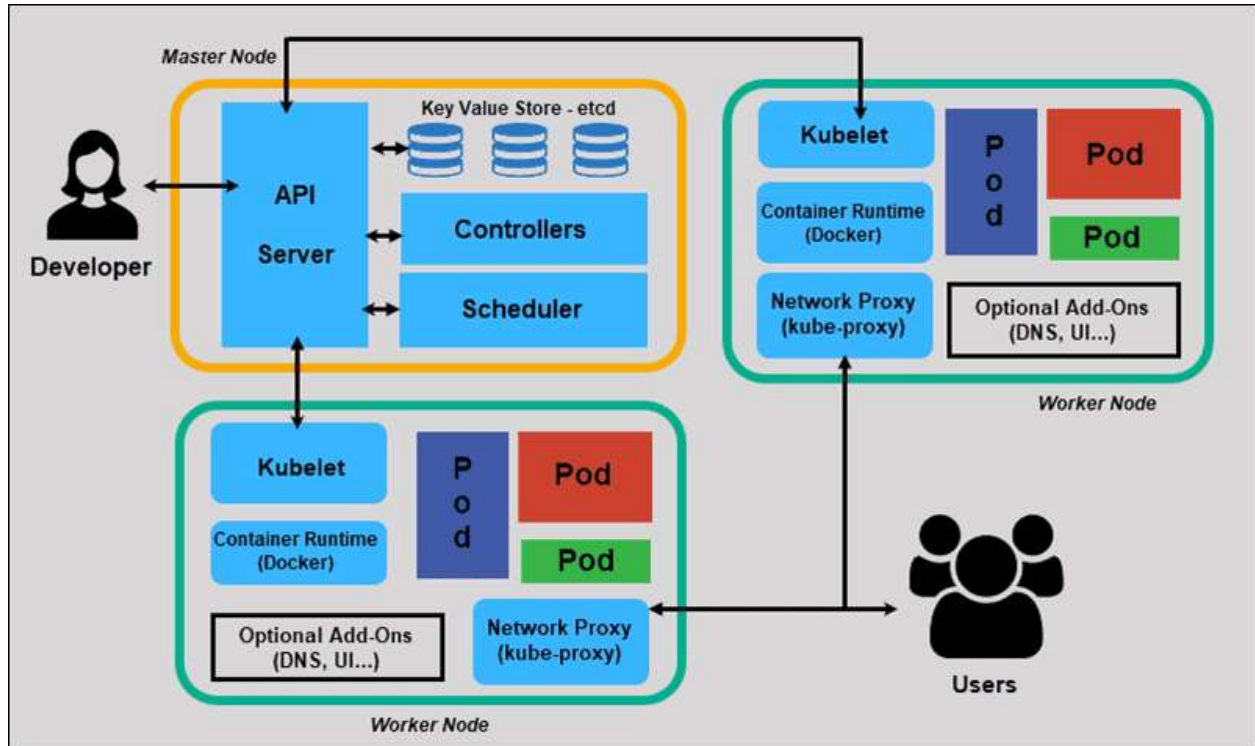 Master Node
Key Value Store - etcd
API
Server
Controllers
Scheduler
Developer
Kubelet
Container Runtime
(Docker)
Network Proxy
(kube-proxy)
P
o
d
Pod
Pod
Optional Add-Ons
(DNS, UI...)
Worker Node
Kubelet
Container Runtime
(Docker)
P
o
d
Pod
Pod
Optional Add-Ons
(DNS, UI...)
Network Proxy
(kube-proxy)
Worker Node
Users